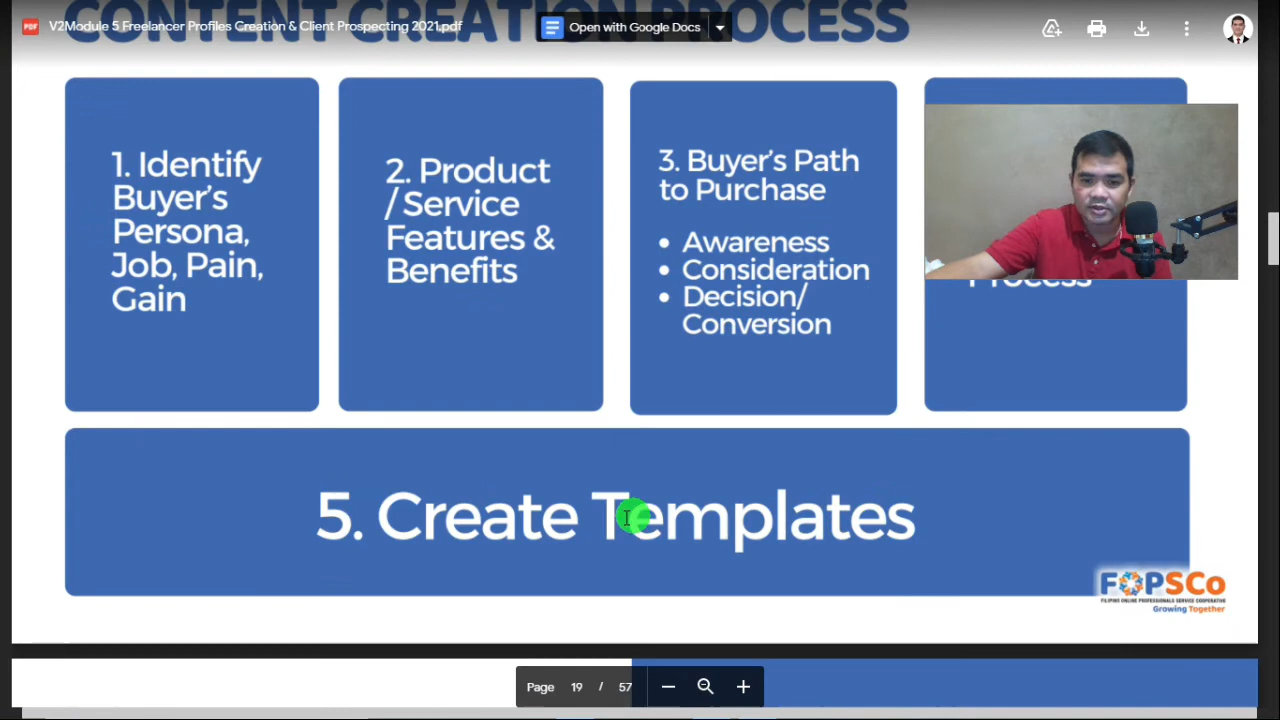 CONTENT CREATION PROCESS
PDF
V2Module 5 Freelancer Profiles Creation & Client Prospecting 2021.pdf
Open with Google Docs
1. Identify
Buyer's
Persona,
Job, Pain,
Gain
2. Product
/ Service
Features &
Benefits
3. Buyer's Path
to Purchase
• Awareness
• Consideration
• Decision/
Conversion
Process
5. Create Templates
FOPSCo
FILIPINO ONLINE PROFESSIONALS SERVICE COOPERATIVE
Growing Together
Page 19 / 57